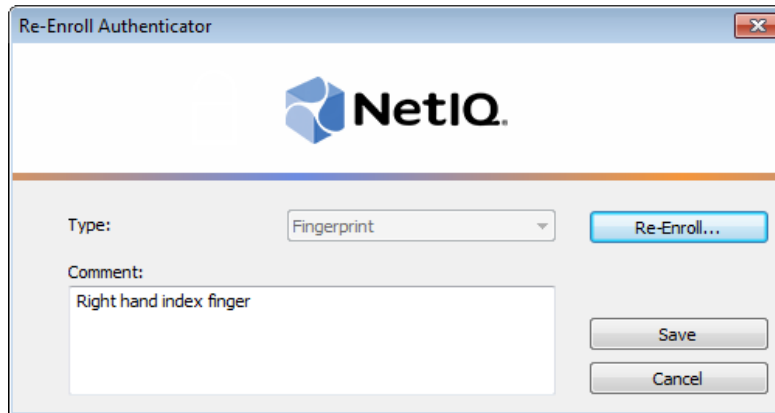 Re-Enroll Authenticator
NetIQ.
Type:
Fingerprint
Re-Enroll...
Comment:
Right hand index finger
Save
Cancel